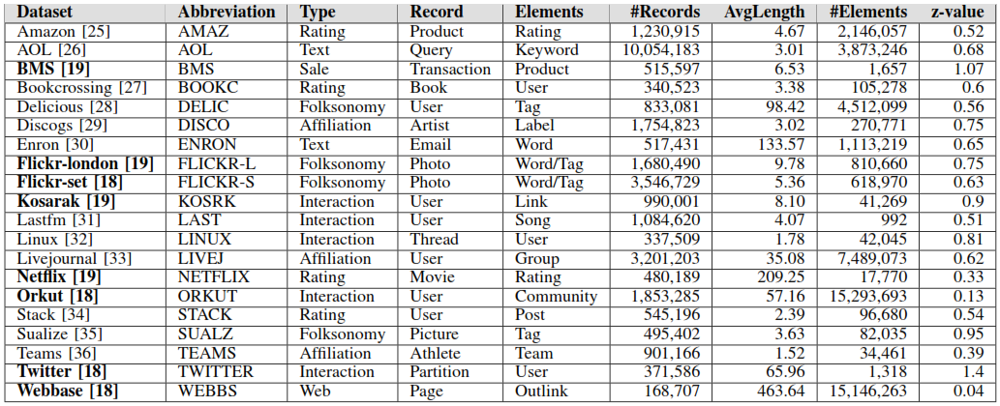 Dataset Abbreviation Type Record Elements #Records AvgLength #Elements z-value
Amazon [25] AMAZ Rating Product Rating 1,230,915 4.67 2,146,057 0.52
AOL [26] AOL Text Query Keyword 10,054,183 3.01 3,873,246 0.68
BMS [19] BMS Sale Transaction Product 515,597 6.53 1,657 1.07
Bookcrossing [27] BOOKC Rating Book User 340,523 3.38 105,278 0.6
Delicious [28] DELIC Folksonomy User Tag 833,081 98.42 4,512,099 0.56
Discogs [29] DISCO Affiliation Artist Label 1,754,823 3.02 270,771 0.75
Enron [30] ENRON Text Email Word 517,431 133.57 1,113,219 0.65
Flickr-london [19] FLICKR-L Folksonomy Photo Word/Tag 1,680,490 9.78 810,660 0.75
Flickr-set [18] FLICKR-S Folksonomy Photo Word/Tag 3,546,729 5.36 618,970 0.63
Kosarak [19] KOSRK Interaction User Link 990,001 8.10 41,269 0.9
Lastfm [31] LAST Interaction User Song 1,084,620 4.07 992 0.51
Linux [32] LINUX Interaction Thread User 337,509 1.78 42,045 0.81
Livejournal [33] LIVEJ Affiliation User Group 3,201,203 35.08 7,489,073 0.62
Netflix [19] NETFLIX Rating Movie Rating 480,189 209.25 17,770 0.33
Orkut [18] ORKUT Interaction User Community 1,853,285 57.16 15,293,693 0.13
Stack [34] STACK Rating User Post 545,196 2.39 96,680 0.54
Sualize [35] SUALZ Folksonomy Picture Tag 495,402 3.63 82,035 0.95
Teams [36] TEAMS Affiliation Athlete Team 901,166 1.52 34,461 0.39
Twitter [18] TWITTER Interaction Partition User 371,586 65.96 1,318 1.4
Webbase [18] WEBBS Web Page Outlink 168,707 463.64 15,146,263 0.04